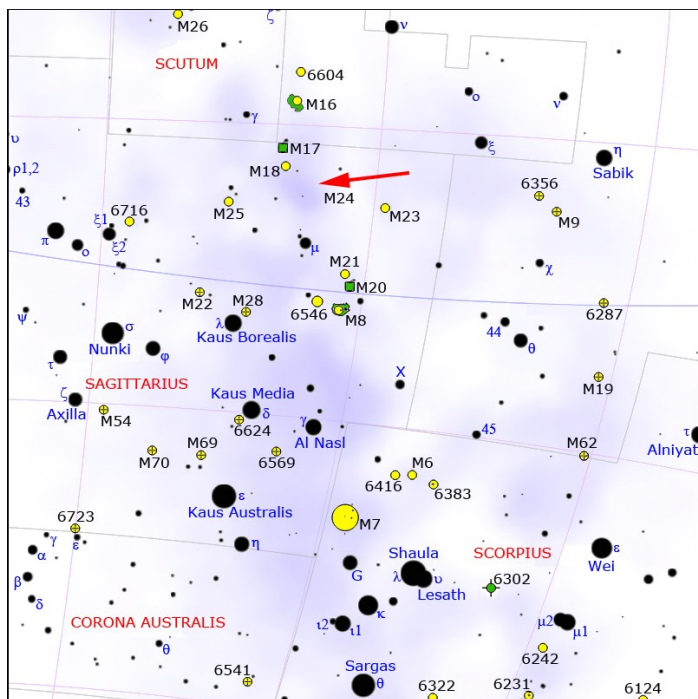 M26
ζ
ν
SCUTUM
6604
M16
γ
ο
ν
υ
M17
ξ
η
Sabik
ρ1,2
M18
43
M24
6356
M25
M23
M9
6716
ξ1
π
ο
ξ2
μ
χ
M21
M20
M22
M28
6546
M8
6287
ψ
λ
Kaus Borealis
44
σ
Nunki
φ
θ
τ
M19
SAGITTARIUS
Kaus Media
X
ζ
Axilla
M54
δ
6624
γ
Al Nasl
45
τ
Alniyat
M70
M69
6569
M62
M6
6416
6383
ε
Kaus Australis
M7
6723
γ
ε
α
η
Shaula
SCORPIUS
ε
Wei
G
λ
υ
Lesath
6302
β
δ
κ
CORONA AUSTRALIS
ι2
ι1
μ2
μ1
θ
6242
6541
Sargas
θ
6322
6231
6124